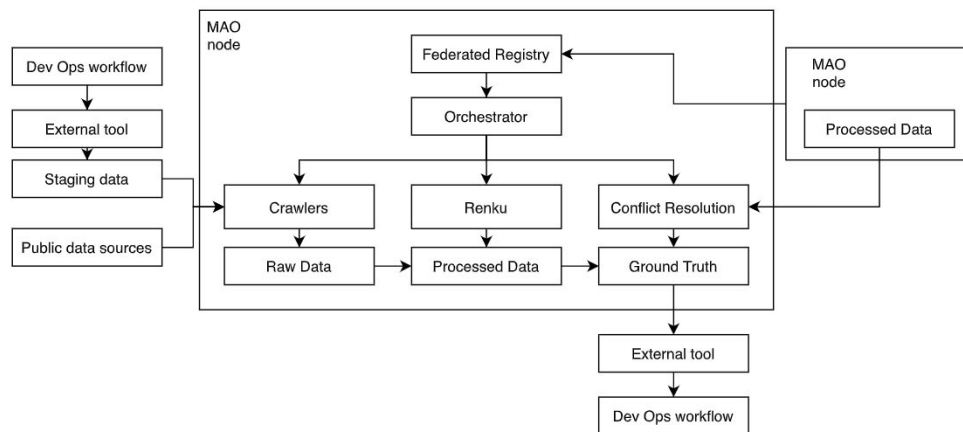 MAO
node
Dev Ops workflow
External tool
Staging data
Public data sources
Federated Registry
Orchestrator
Crawlers
Renku
Conflict Resolution
Raw Data
Processed Data
Ground Truth
MAO
node
Processed Data
External tool
Dev Ops workflow